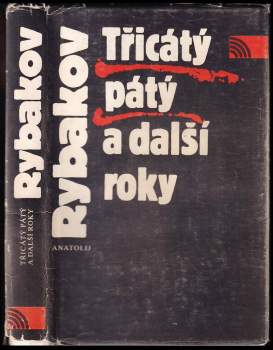 TŘICÁTÝ PÁTÝ
A DALŠÍ ROKY
Rybakov
ANATOLIJ
Rybakov
Třicátý
pátý
a další
roky